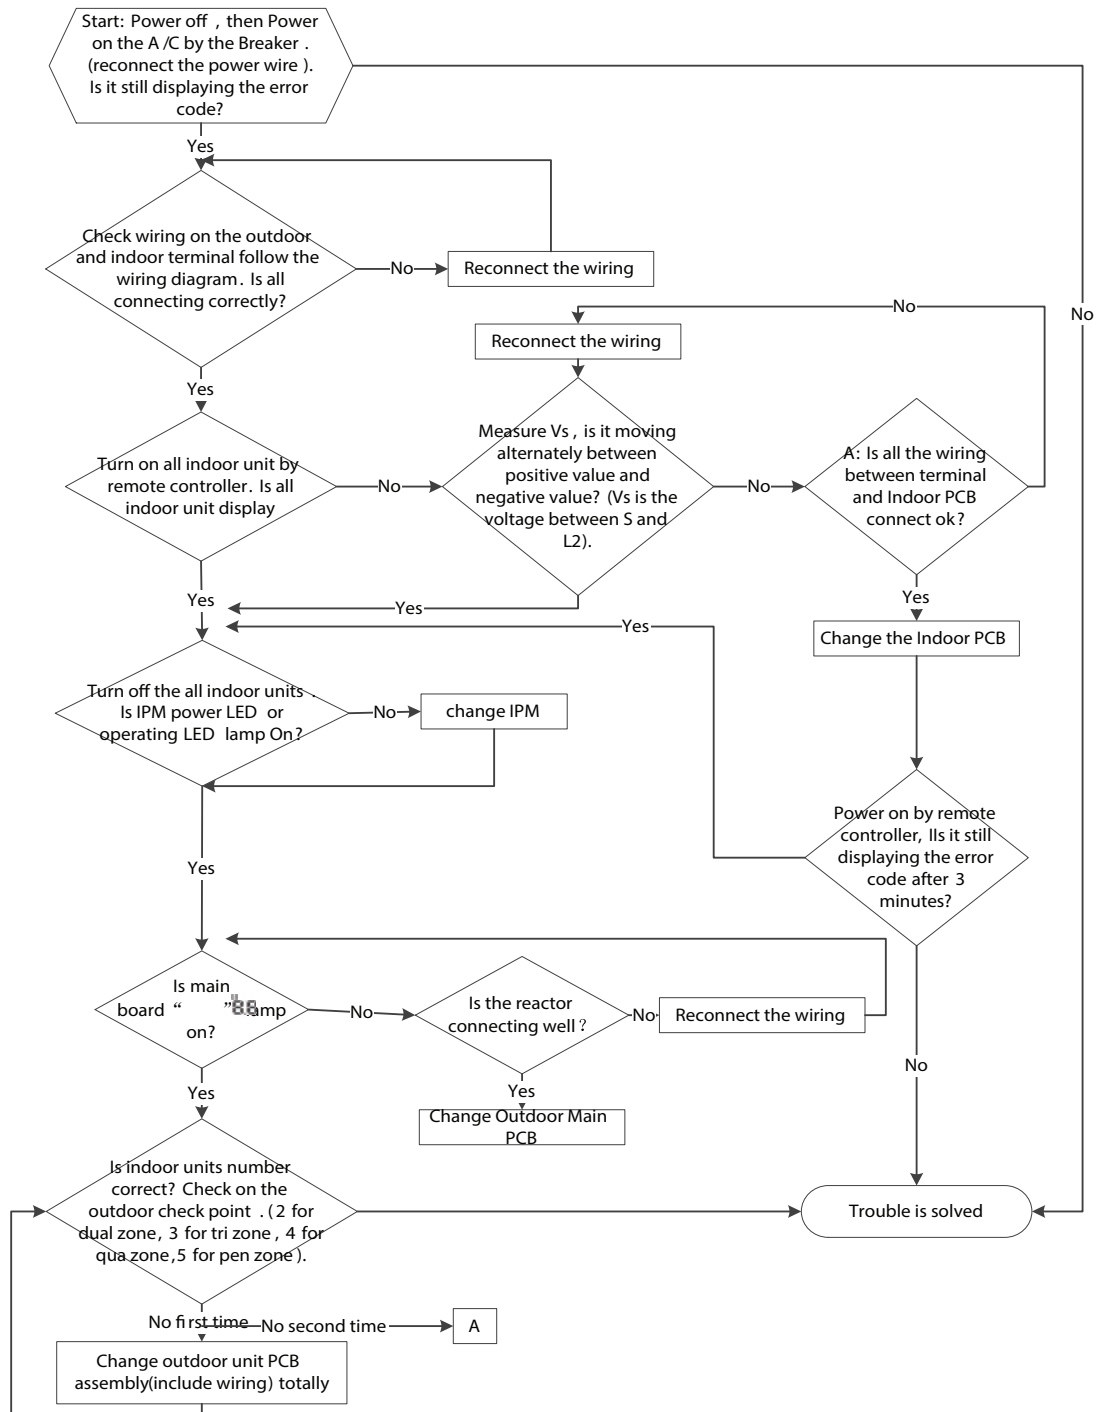 Start: Power off , then Power
on the A /C by the Breaker .
(reconnect the power wire ).
Is it still displaying the error
code?
Yes
Check wiring on the outdoor
and indoor terminal follow the
wiring diagram. Is all
connecting correctly?
No
Reconnect the wiring
No
No
Reconnect the wiring
Yes
Turn on all indoor unit by
remote controller. Is all
indoor unit display
No
Measure Vs , is it moving
alternately between
positive value and
negative value? (Vs is the
voltage between S and
L2).
No
A: Is all the wiring
between terminal
and Indoor PCB
connect ok?
Yes
Yes
Yes
Yes
Change the Indoor PCB
Turn off the all indoor units .
Is IPM power LED or
operating LED lamp On?
No
change IPM
Power on by remote
controller, IIs it still
displaying the error
code after 3
minutes?
Yes
Is main
board “ ” 8.8 lamp
on?
No
Is the reactor
connecting well ?
No
Reconnect the wiring
No
Yes
Yes
Change Outdoor Main
PCB
Is indoor units number
correct? Check on the
outdoor check point . (2 for
dual zone, 3 for tri zone , 4 for
qua zone,5 for pen zone).
Trouble is solved
No first time
No second time
A
Change outdoor unit PCB
assembly(include wiring) totally